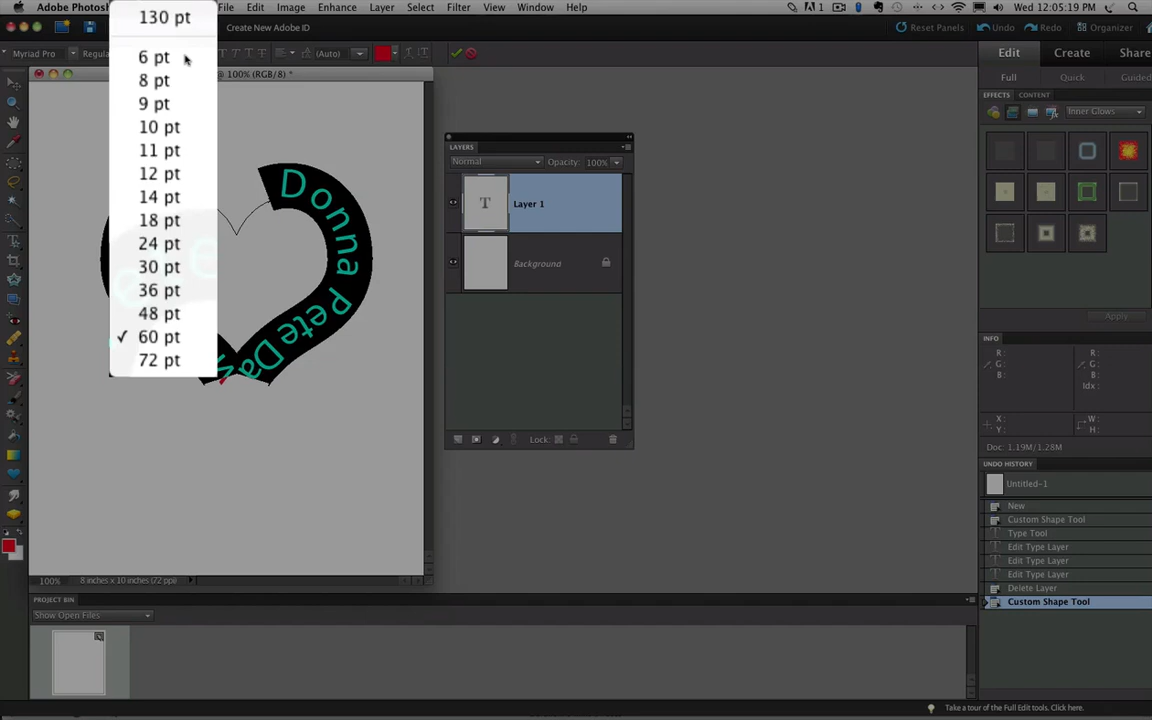 Adobe Photosh
File
Edit
Image
Enhance
Layer
Select
Filter
View
Window
Help
1
Wed 12:05:19 PM
Create New Adobe ID
Reset Panels
Undo
Redo
Organizer
Myriad Pro
Regula
(Auto)
Edit
Create
Share
Full
Quick
Guided
130 pt
6 pt
8 pt
9 pt
10 pt
11 pt
12 pt
14 pt
18 pt
24 pt
30 pt
36 pt
48 pt
60 pt
72 pt
@ 100% (RGB/8) *
Donna Pete Da
LAYERS
Normal
Opacity: 100%
T
Layer 1
Background
Lock:
EFFECTS
CONTENT
Inner Glows
Apply
INFO
R:
G:
B:
R:
G:
B:
Idx:
X:
Y:
W:
H:
Doc: 1.19M/1.28M
UNDO HISTORY
Untitled-1
New
Custom Shape Tool
Type Tool
Edit Type Layer
Edit Type Layer
Edit Type Layer
Delete Layer
Custom Shape Tool
100%
8 inches x 10 inches (72 ppi)
PROJECT BIN
Show Open Files
Take a tour of the Full Edit tools. Click here.